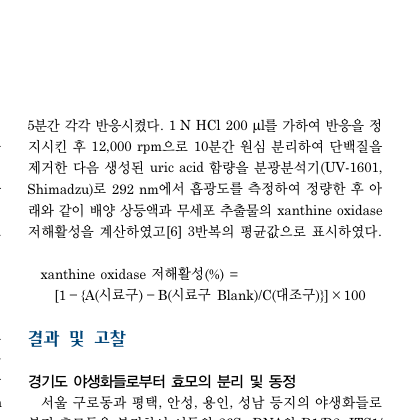 5분간 각각 반응시켰다. 1 N HCl 200 μl를 가하여 반응을 정
지시킨 후 12,000 rpm으로 10분간 원심 분리하여 단백질을
제거한 다음 생성된 uric acid 함량을 분광분석기(UV-1601,
Shimadzu)로 292 nm에서 흡광도를 측정하여 정량한 후 아
래와 같이 배양 상등액과 무세포 추출물의 xanthine oxidase
저해활성을 계산하였고[6] 3반복의 평균값으로 표시하였다.
xanthine oxidase 저해활성(%) =
[1－{A(시료구)－B(시료구 Blank)/C(대조구)}]×100
결과 및 고찰
경기도 야생화들로부터 효모의 분리 및 동정
서울 구로동과 평택, 안성, 용인, 성남 등지의 야생화들로